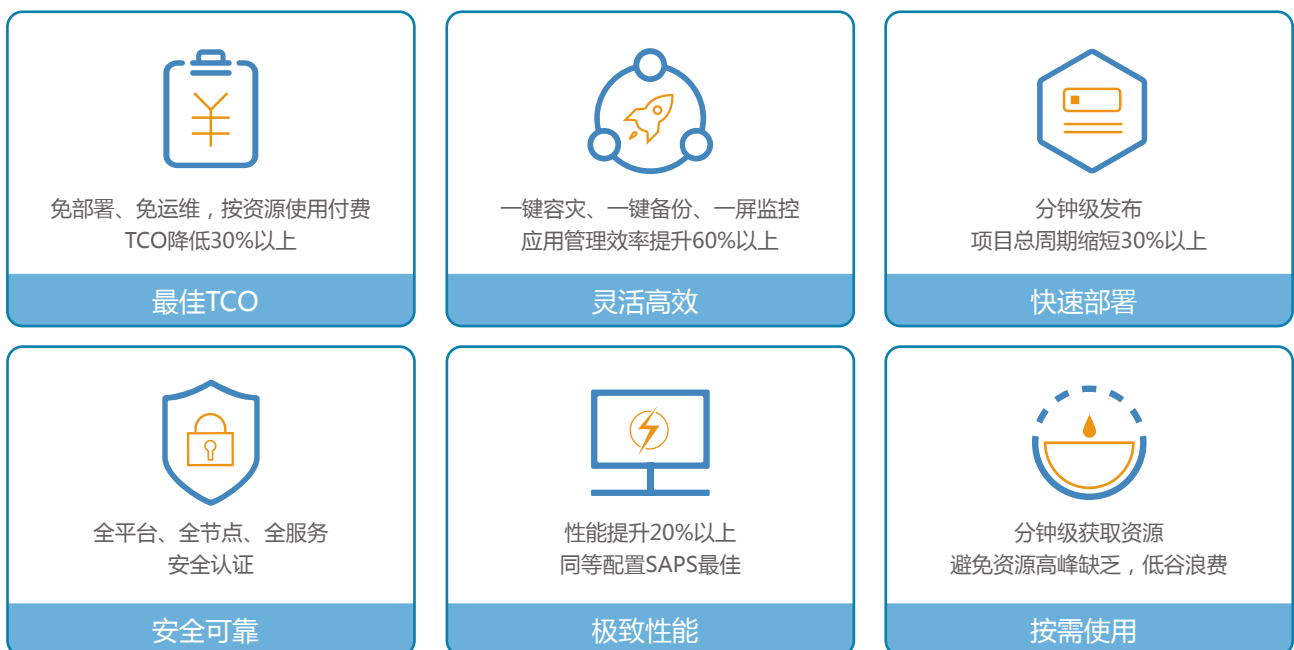 免部署、免运维，按资源使用付费
TCO降低30%以上
最佳TCO
一键容灾、一键备份、一屏监控
应用管理效率提升60%以上
灵活高效
分钟级发布
项目总周期缩短30%以上
快速部署
全平台、全节点、全服务
安全认证
安全可靠
性能提升20%以上
同等配置SAPS最佳
极致性能
分钟级获取资源
避免资源高峰缺乏，低谷浪费
按需使用